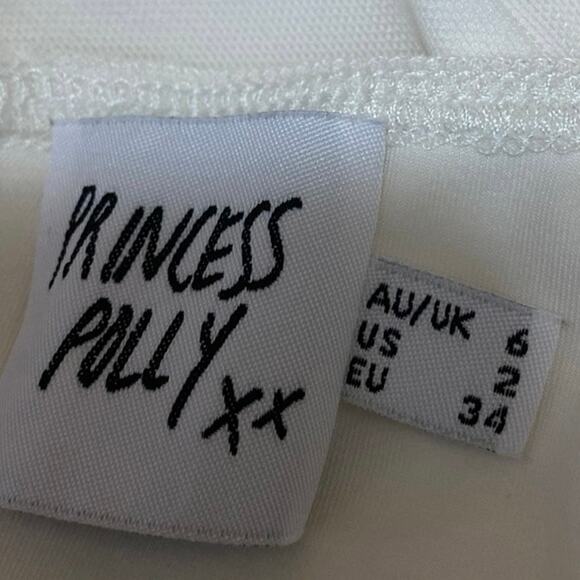 PRINCESS
POLLY
XX
AU/UK 6
US 2
EU 34